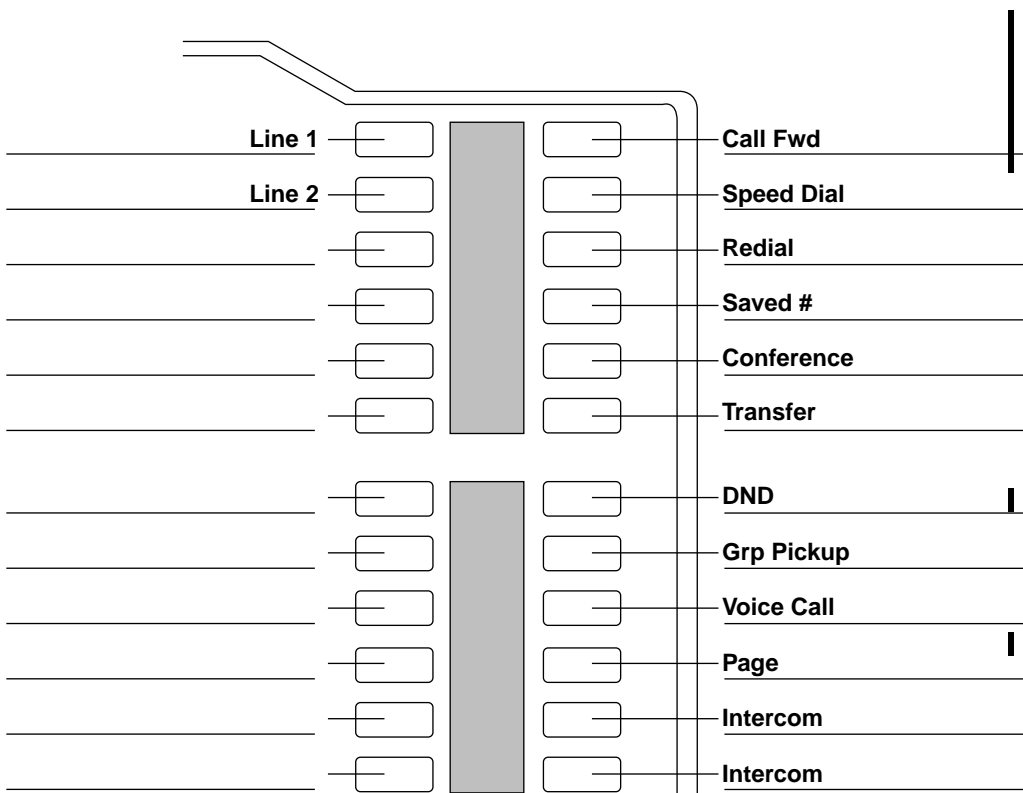 Line 1 Call Fwd
Line 2 Speed Dial
Redial
Saved #
Conference
Transfer
DND
Grp Pickup
Voice Call
Page
Intercom
Intercom